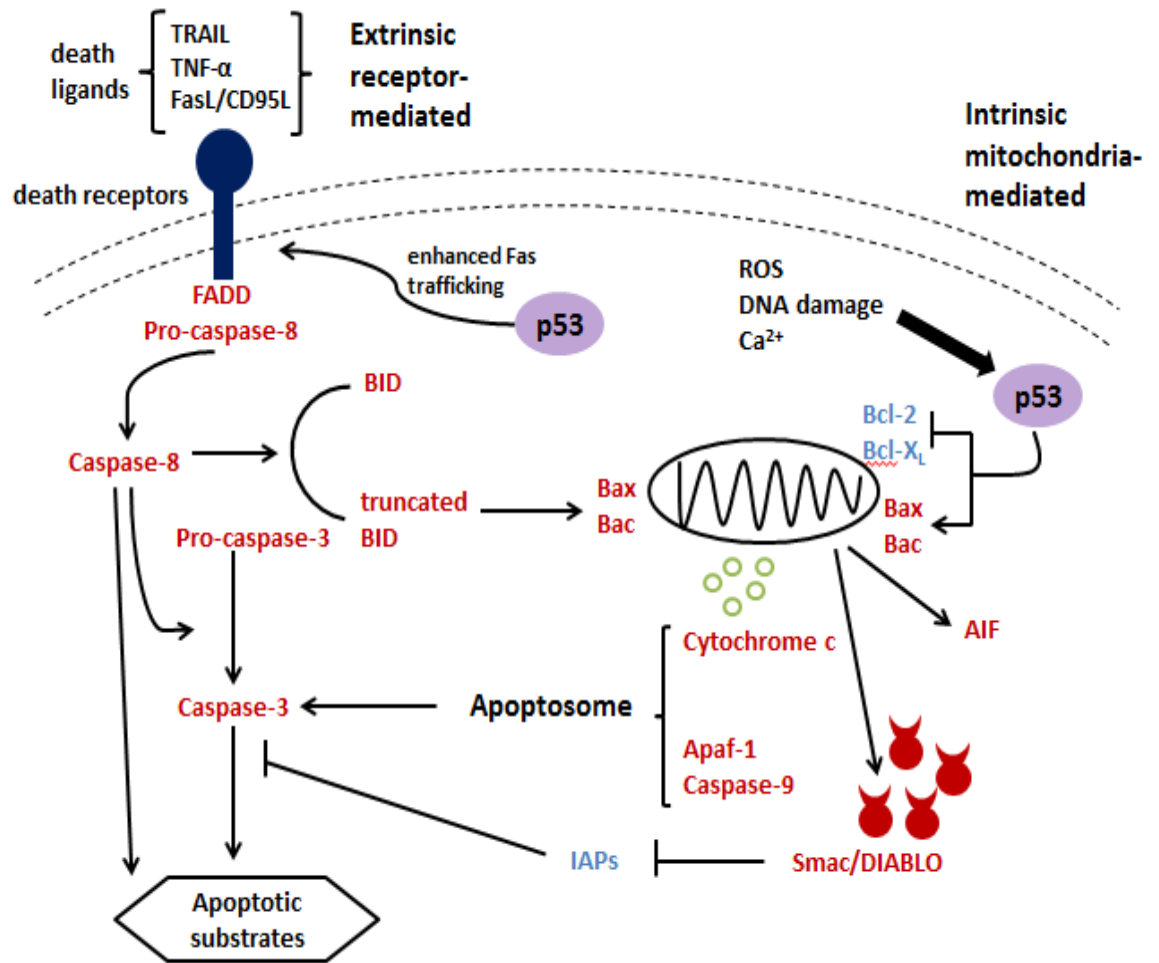 death
ligands
TRAIL
TNF-α
FasL/CD95L
Extrinsic
receptor-
mediated
Intrinsic
mitochondria-
mediated
death receptors
enhanced Fas
trafficking
p53
ROS
DNA damage
Ca²⁺
p53
FADD
Pro-caspase-8
BID
Caspase-8
truncated
BID
Pro-caspase-3
Bax
Bac
Bcl-2
Bcl-X_L
Bax
Bac
Cytochrome c
AIF
Caspase-3
Apoptosome
Apaf-1
Caspase-9
IAPs
Smac/DIABLO
Apoptotic
substrates